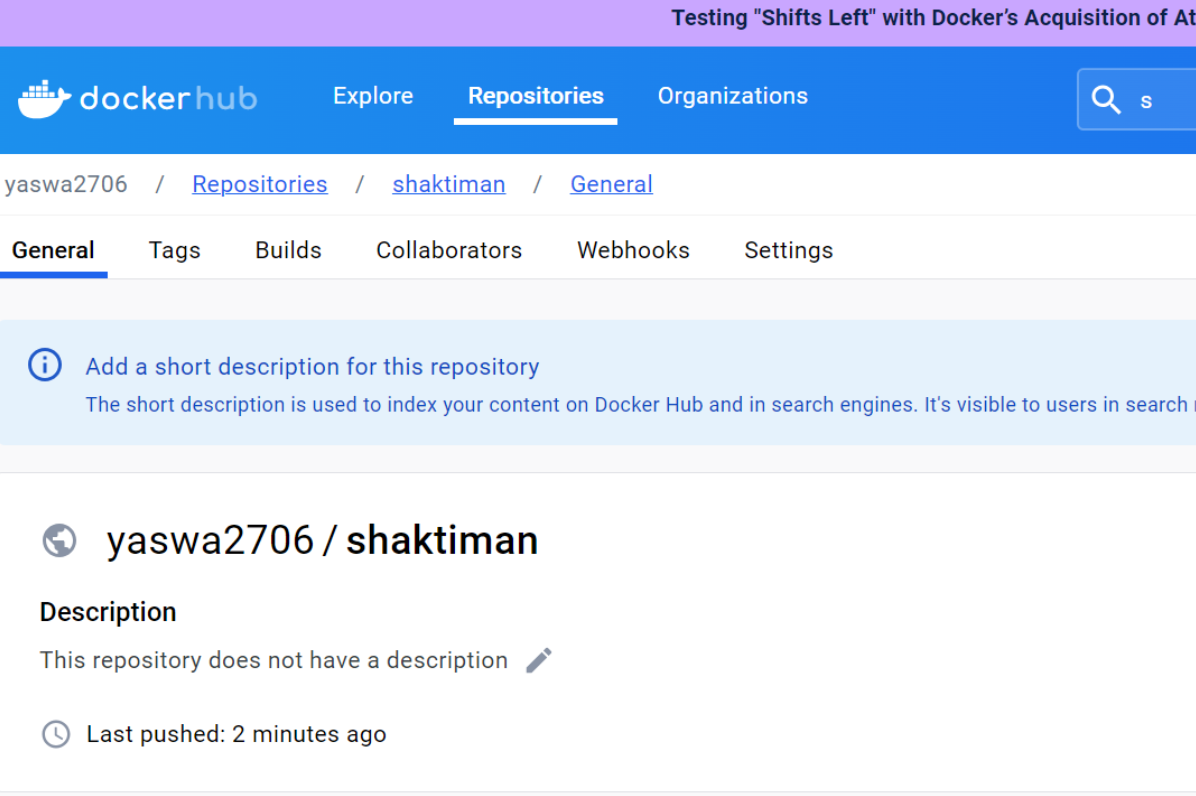 Testing "Shifts Left" with Docker’s Acquisition of At
dockerhub Explore Repositories Organizations s
yaswa2706 / Repositories / shaktiman / General
General Tags Builds Collaborators Webhooks Settings
Add a short description for this repository
The short description is used to index your content on Docker Hub and in search engines. It's visible to users in search
yaswa2706 / shaktiman
Description
This repository does not have a description
Last pushed: 2 minutes ago